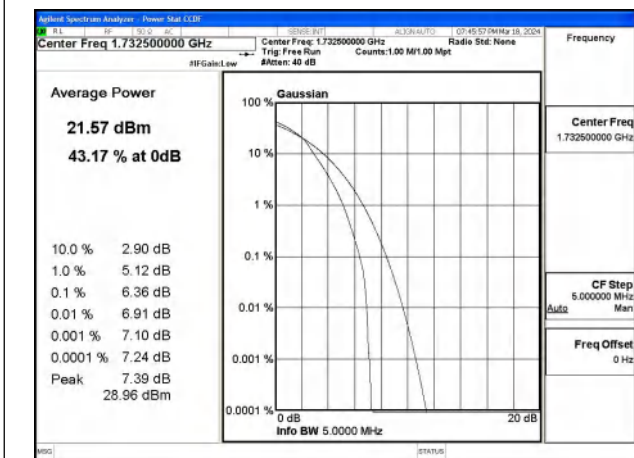 Agilent Spectrum Analyzer - Power Stat CCDF
RL RF 50 Ω AC SENSE:INT ALIGNAUTO 07:45:57 PM Mar 18, 2024
Center Freq 1.732500000 GHz
Center Freq: 1.732500000 GHz Radio Std: None
Trig: Free Run Counts:1.00 M/1.00 Mpt
#IFGain:Low #Atten: 40 dB
Frequency
Average Power
21.57 dBm
43.17 % at 0dB
10.0 % 2.90 dB
1.0 % 5.12 dB
0.1 % 6.36 dB
0.01 % 6.91 dB
0.001 % 7.10 dB
0.0001 % 7.24 dB
Peak 7.39 dB
28.96 dBm
Gaussian
100 %
10 %
1 %
0.1 %
0.01 %
0.001 %
0.0001 %
0 dB 20 dB
Info BW 5.0000 MHz
Center Freq
1.732500000 GHz
CF Step
5.000000 MHz
Auto Man
Freq Offset
0 Hz
MSG STATUS